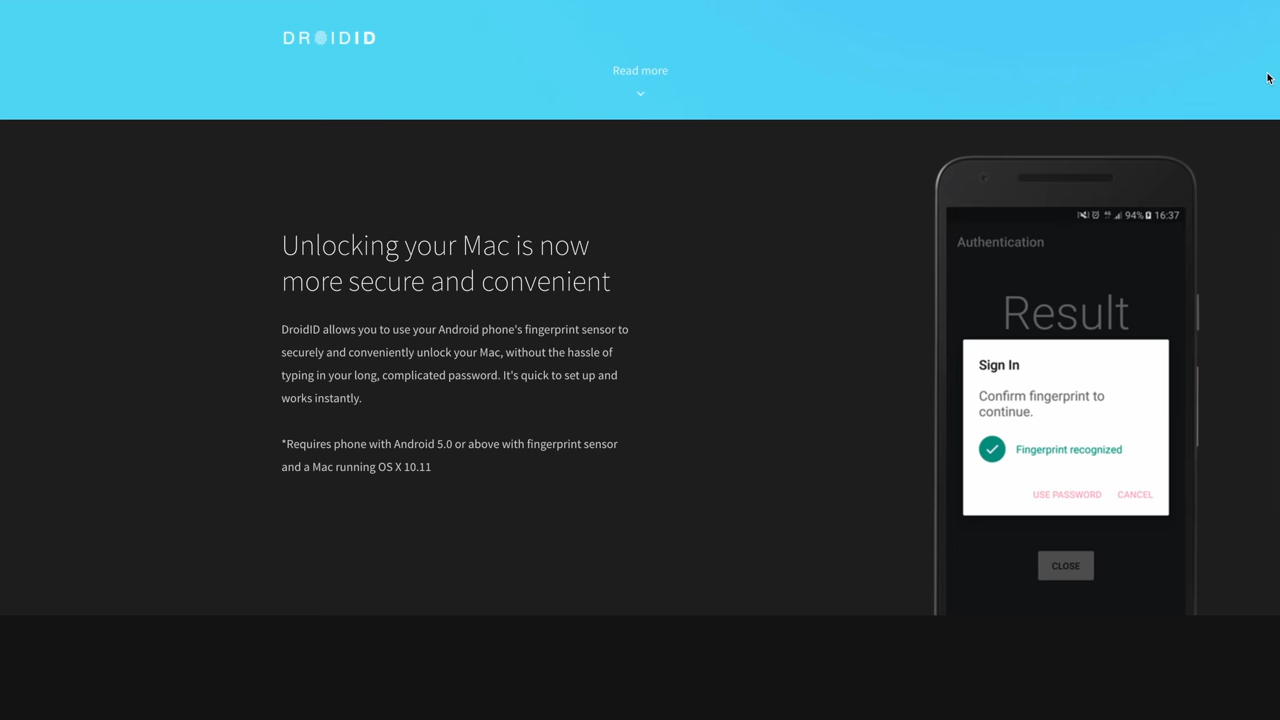 DROIDID
Read more
Unlocking your Mac is now
more secure and convenient
DroidID allows you to use your Android phone's fingerprint sensor to
securely and conveniently unlock your Mac, without the hassle of
typing in your long, complicated password. It's quick to set up and
works instantly.
*Requires phone with Android 5.0 or above with fingerprint sensor
and a Mac running OS X 10.11
94% 16:37
Authentication
Result
Sign In
Confirm fingerprint to
continue.
Fingerprint recognized
USE PASSWORD CANCEL
CLOSE